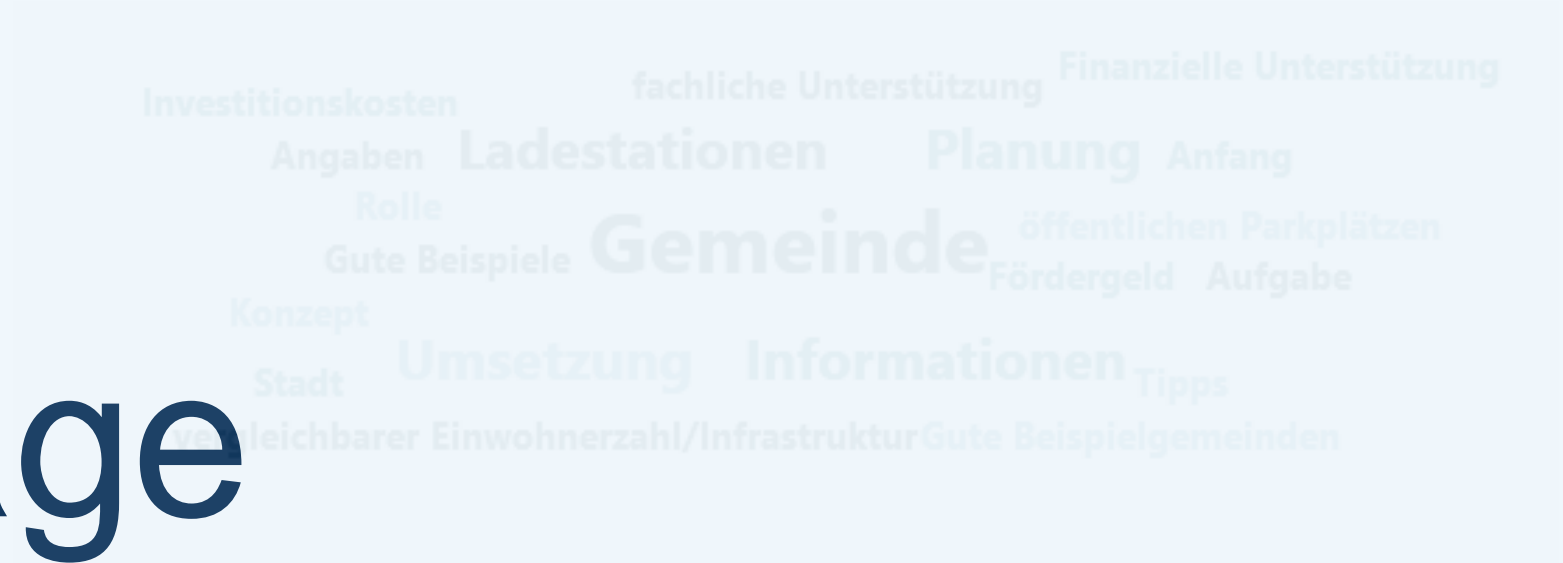 Finanzielle Unterstützung
fachliche Unterstützung
Investitionskosten
Angaben Ladestationen Planung Anfang
Rolle
öffentlichen Parkplätzen
Gute Beispiele Gemeinde
Fördergeld Aufgabe
Konzept
Umsetzung Informationen
Stadt Tipps
vergleichbarer Einwohnerzahl/Infrastruktur Gute Beispielgemeinden
ge